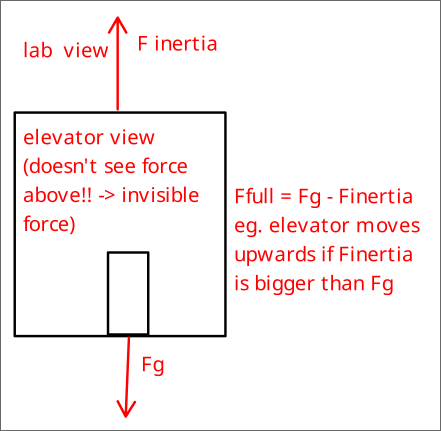 lab view
F inertia
elevator view
(doesn't see force
above!! -> invisible
force)
Ffull = Fg - Finertia
eg. elevator moves
upwards if Finertia
is bigger than Fg
Fg